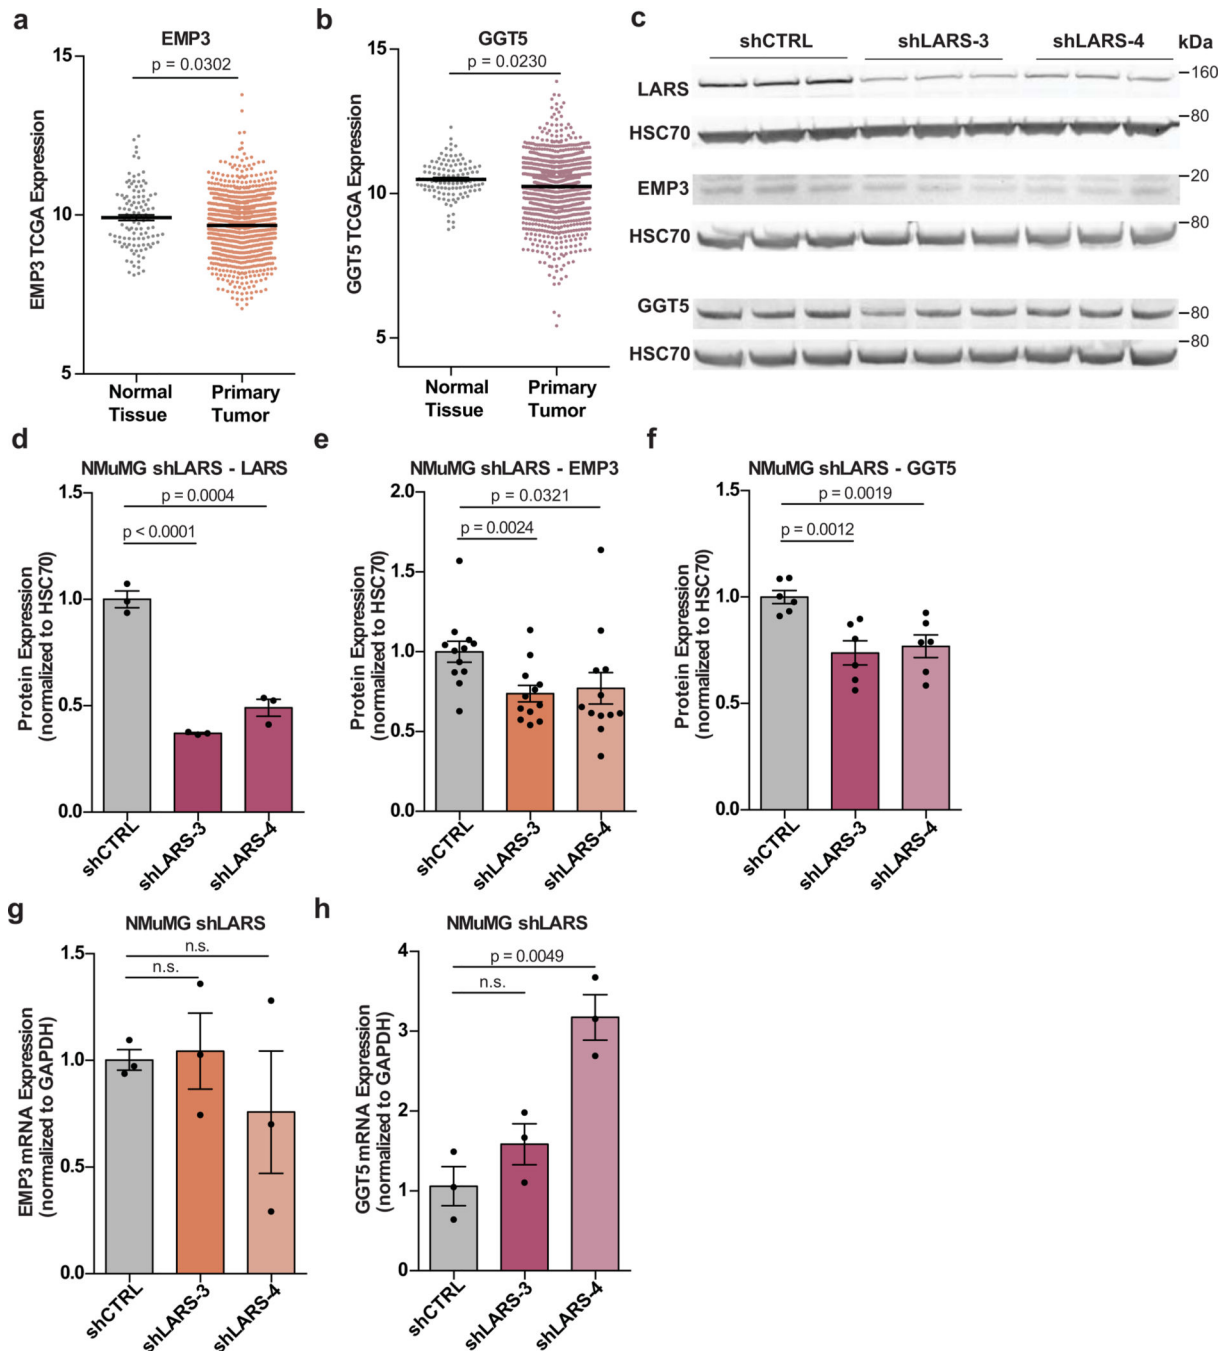 a
EMP3
p = 0.0302
EMP3 TCGA Expression
15
10
5
Normal
Tissue
Primary
Tumor
b
GGT5
p = 0.0230
GGT5 TCGA Expression
15
10
5
Normal
Tissue
Primary
Tumor
c
shCTRL
shLARS-3
shLARS-4
kDa
LARS
160
HSC70
80
EMP3
20
HSC70
80
GGT5
80
HSC70
80
d
NMuMG shLARS - LARS
p = 0.0004
p < 0.0001
Protein Expression
(normalized to HSC70)
1.5
1.0
0.5
0.0
shCTRL
shLARS-3
shLARS-4
e
NMuMG shLARS - EMP3
p = 0.0321
p = 0.0024
Protein Expression
(normalized to HSC70)
2.0
1.5
1.0
0.5
0.0
shCTRL
shLARS-3
shLARS-4
f
NMuMG shLARS - GGT5
p = 0.0019
p = 0.0012
Protein Expression
(normalized to HSC70)
1.5
1.0
0.5
0.0
shCTRL
shLARS-3
shLARS-4
g
NMuMG shLARS
n.s.
n.s.
EMP3 mRNA Expression
(normalized to GAPDH)
1.5
1.0
0.5
0.0
shCTRL
shLARS-3
shLARS-4
h
NMuMG shLARS
p = 0.0049
n.s.
GGT5 mRNA Expression
(normalized to GAPDH)
4
3
2
1
0
shCTRL
shLARS-3
shLARS-4